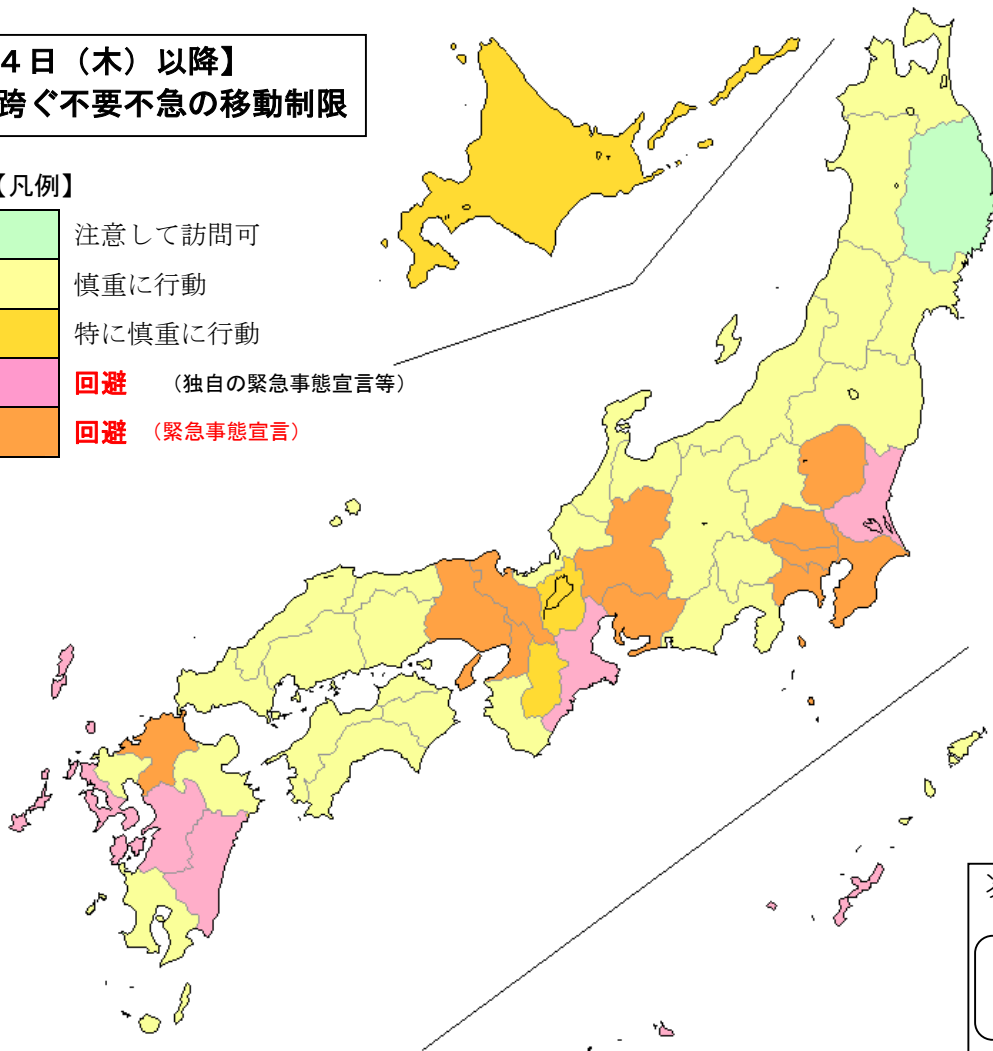 ４日（木）以降】
跨ぐ不要不急の移動制限
【凡例】
注意して訪問可
慎重に行動
特に慎重に行動
回避 （独自の緊急事態宣言等）
回避 （緊急事態宣言）